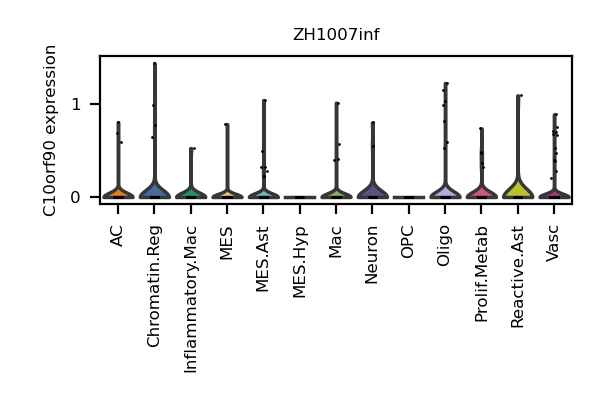 ZH1007inf
C10orf90 expression
1
0
AC
Chromatin.Reg
Inflammatory.Mac
MES
MES.Ast
MES.Hyp
Mac
Neuron
OPC
Oligo
Prolif.Metab
Reactive.Ast
Vasc